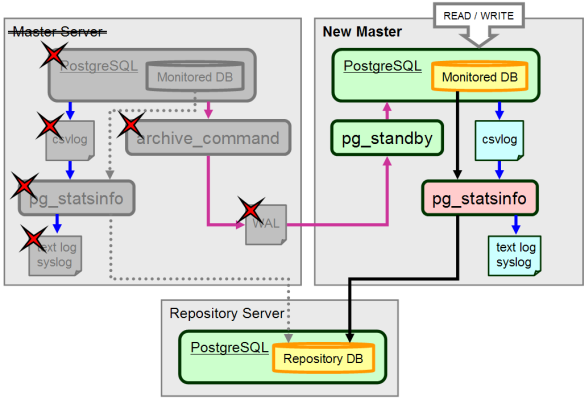 Master Server
PostgreSQL
Monitored DB
csvlog
archive_command
pg_statsinfo
WAL
text log
syslog
New Master
READ / WRITE
PostgreSQL
Monitored DB
pg_standby
csvlog
pg_statsinfo
text log
syslog
Repository Server
PostgreSQL
Repository DB